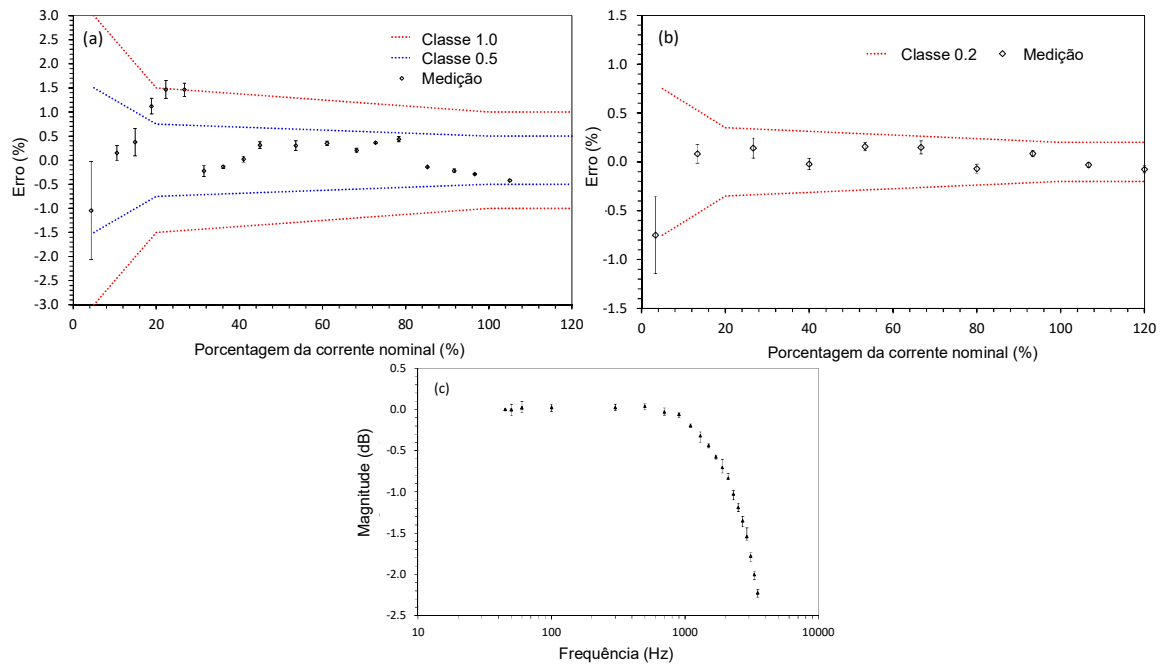 (a)
Classe 1.0
Classe 0.5
Medição
Erro (%)
3.0
2.5
2.0
1.5
1.0
0.5
0.0
-0.5
-1.0
-1.5
-2.0
-2.5
-3.0
0 20 40 60 80 100 120
Porcentagem da corrente nominal (%)
(b)
Classe 0.2 Medição
Erro (%)
1.5
1.0
0.5
0.0
-0.5
-1.0
-1.5
0 20 40 60 80 100 120
Porcentagem da corrente nominal (%)
(c)
Magnitude (dB)
0.5
0.0
-0.5
-1.0
-1.5
-2.0
-2.5
10 100 1000 10000
Frequência (Hz)